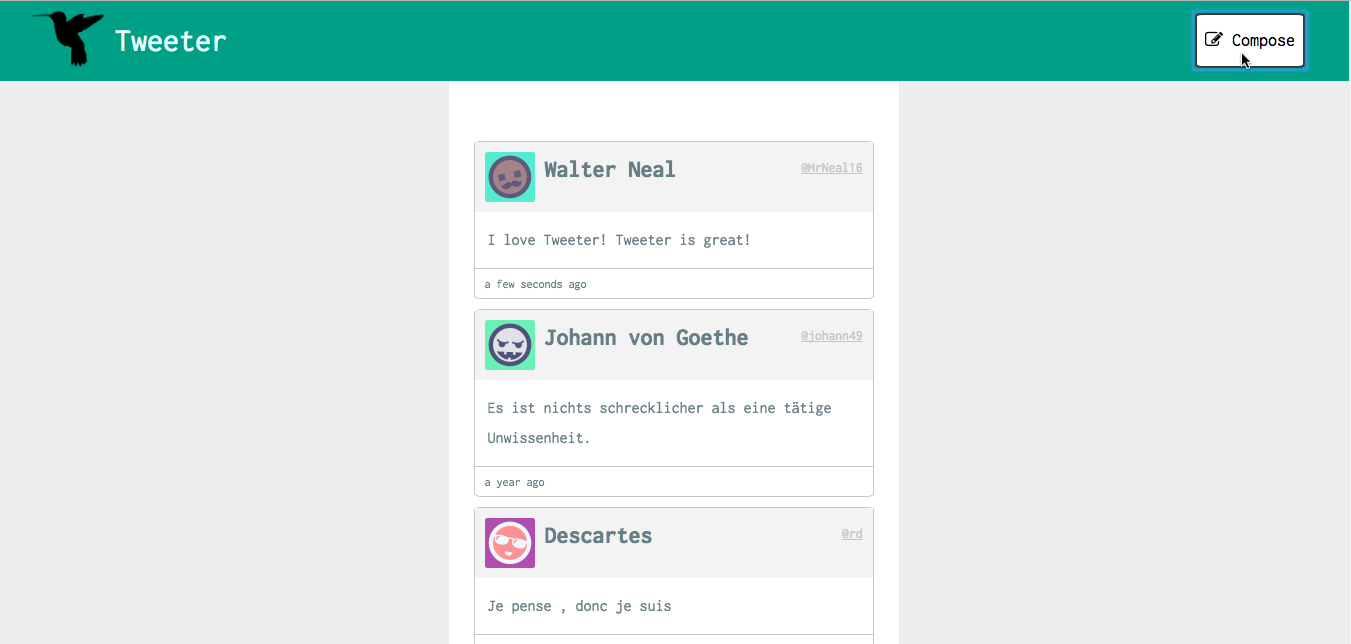 Tweeter
Compose
Walter Neal
@MrNeal16
I love Tweeter! Tweeter is great!
a few seconds ago
Johann von Goethe
@johann49
Es ist nichts schrecklicher als eine tätige
Unwissenheit.
a year ago
Descartes
@rd
Je pense , donc je suis